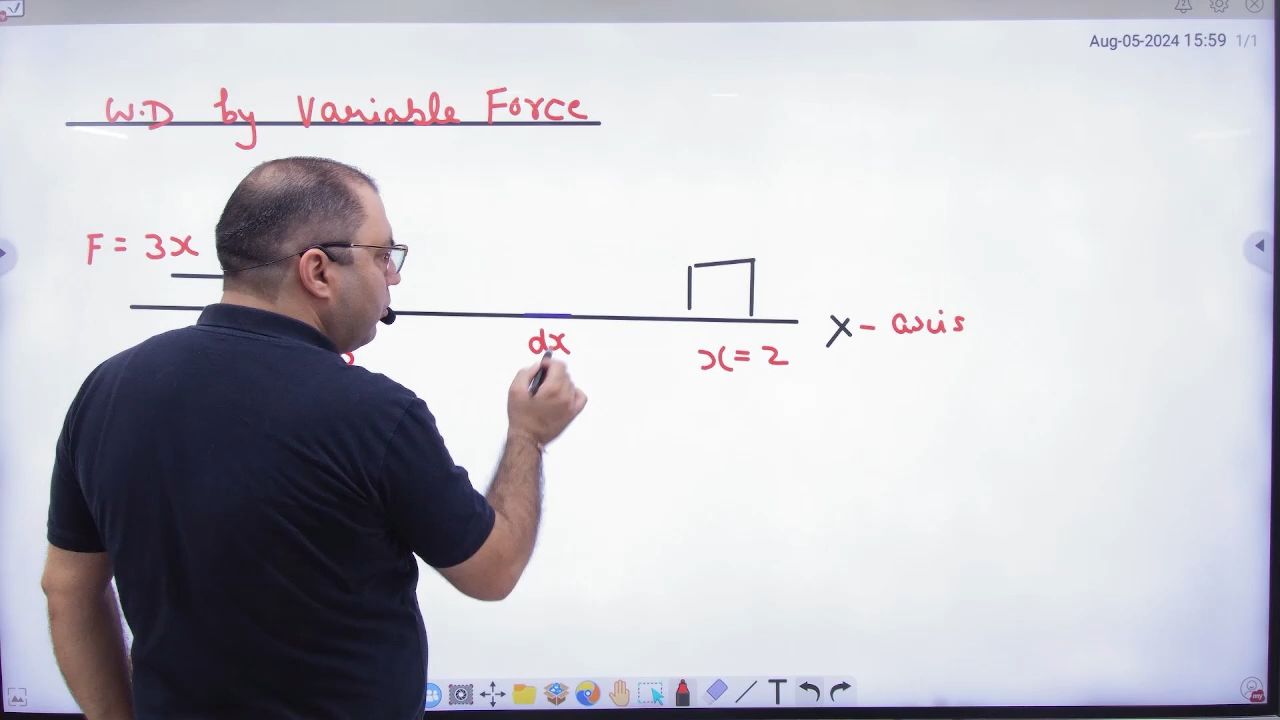 Aug-05-2024 15:59 1/1
W.D by Variable Force
F = 3x
dx
x = 2
X - axis
T